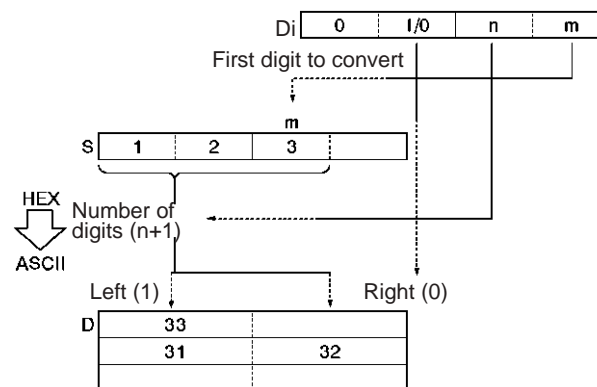 Di 0 1/0 n m
First digit to convert
m
S 1 2 3
HEX
Number of
digits (n+1)
ASCII
Left (1) Right (0)
D 33
31 32